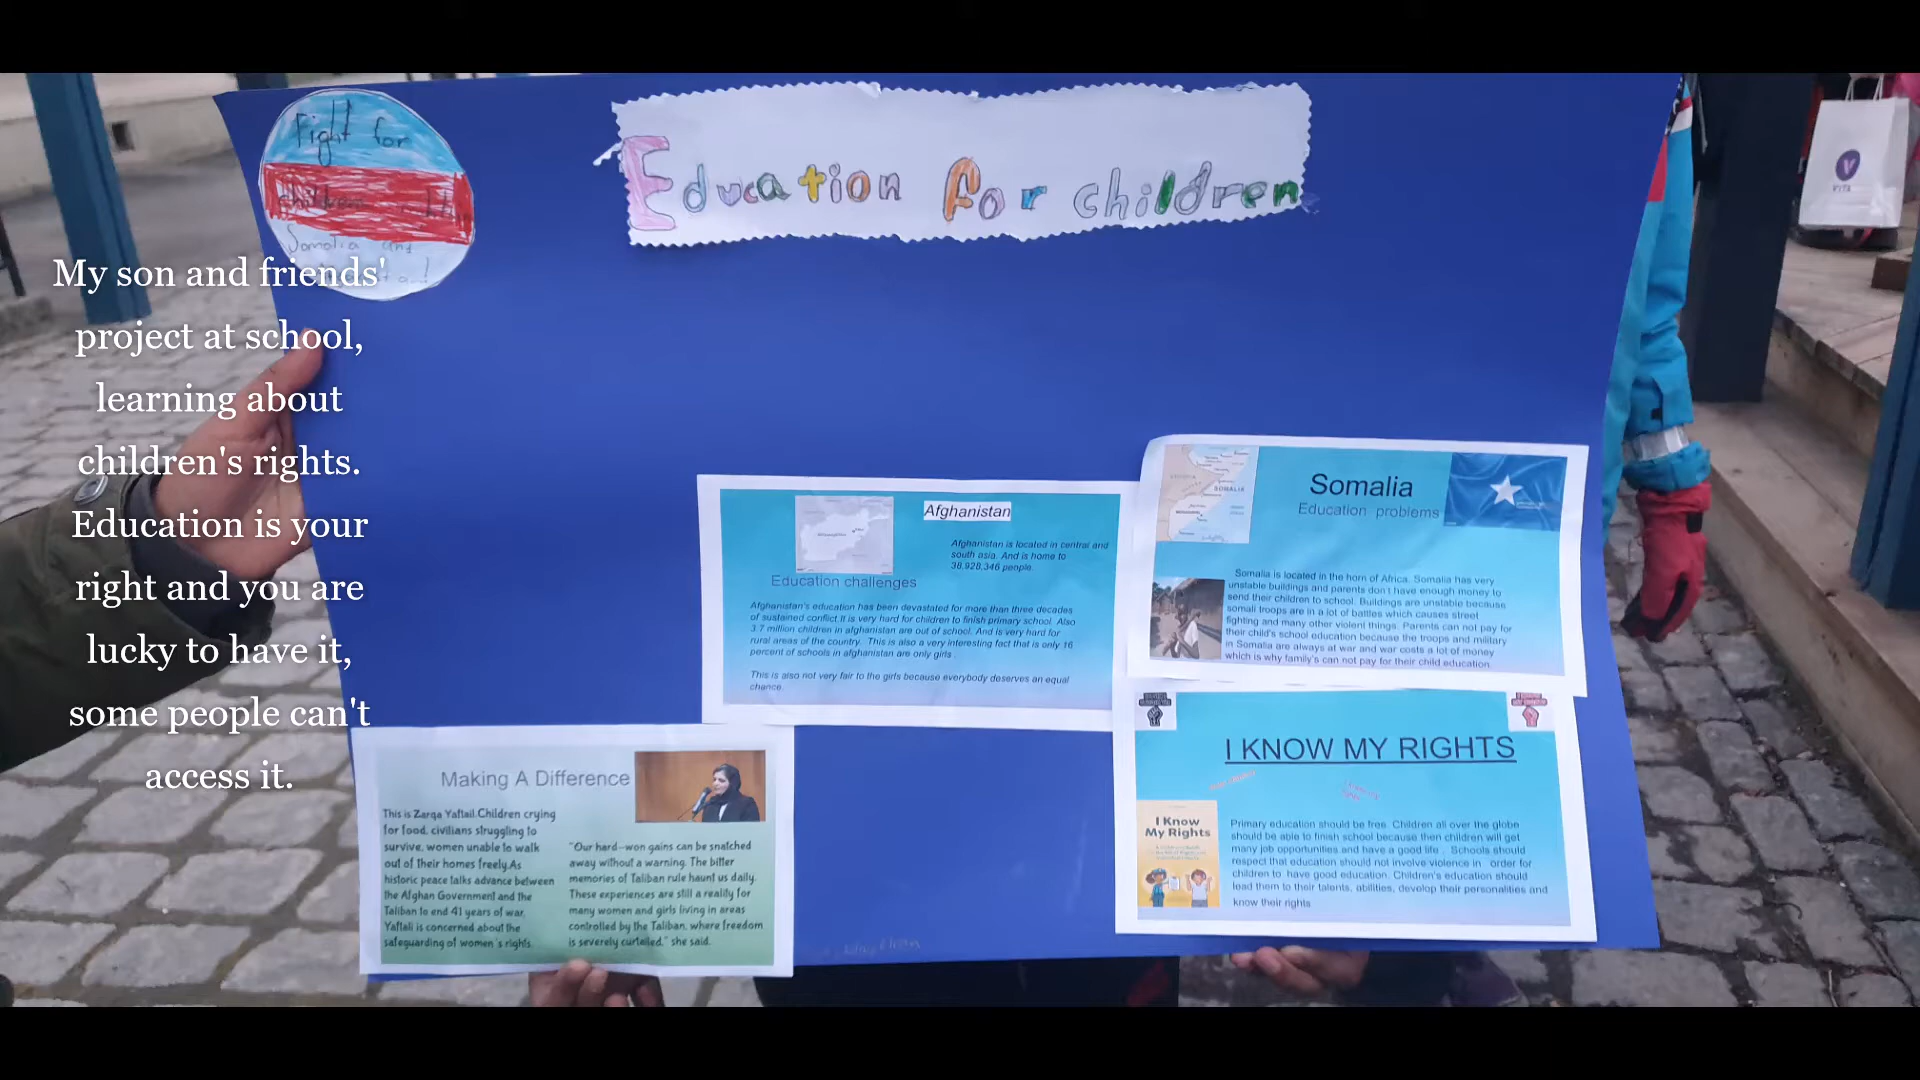 Fight for
children
Somalia and
Education for children
My son and friends'
project at school,
learning about
children's rights.
Education is your
right and you are
lucky to have it,
some people can't
access it.
V
VITA
Afghanistan
Afghanistan is located in central and
south asia. And is home to
38,928,346 people.
Education challenges
Afghanistan's education has been devastated for more than three decades
of sustained conflict It is very hard for children to finish primary school. Also
3.7 million children in afghanistan are out of school. And is very hard for
rural areas of the country. This is also a very interesting fact that is only 16
percent of schools in afghanistan are only girls
This is also not very fair to the girls because everybody deserves an equal
chance.
Somalia
Education problems
SOMALIA
Somalia is located in the horn of Africa. Somalia has very
unstable buildings and parents don't have enough money to
send their children to school. Buildings are unstable because
somali troops are in a lot of battles which causes street
fighting and many other violent things. Parents can not pay for
their child's school education because the troops and military
in Somalia are always at war and war costs a lot of money
which is why family's can not pay for their child education.
Making A Difference
This is Zarqa Yaftali.Children crying
for food, civilians struggling to
survive, women unable to walk
out of their homes freely.As
historic peace talks advance between
the Afghan Government and the
Taliban to end 41 years of war,
Yaftali is concerned about the
safeguarding of women's rights.
"Our hard-won gains can be snatched
away without a warning. The bitter
memories of Taliban rule haunt us daily.
These experiences are still a reality for
many women and girls living in areas
controlled by the Taliban, where freedom
is severely curtailed," she said.
I KNOW MY RIGHTS
I Know
My Rights
Primary education should be free. Children all over the globe
should be able to finish school because then children will get
many job opportunities and have a good life . Schools should
respect that education should not involve violence in order for
children to have good education. Children's education should
lead them to their talents, abilities, develop their personalities and
know their rights